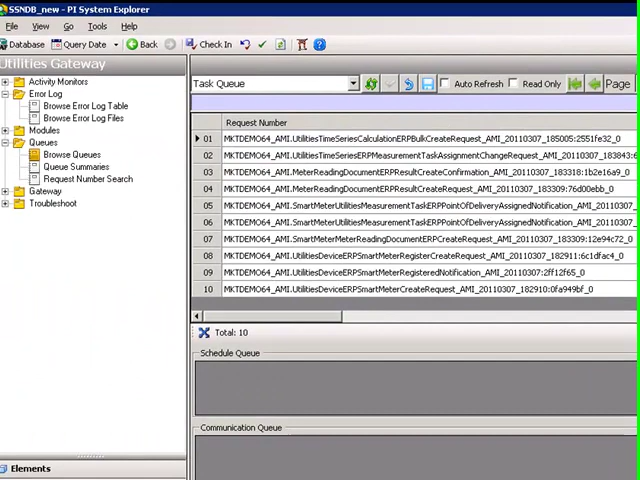 SSNDB_new - PI System Explorer
File View Go Tools Help
Database Query Date Back Check In
Utilities Gateway
Activity Monitors
Error Log
Browse Error Log Table
Browse Error Log Files
Modules
Queues
Browse Queues
Queue Summaries
Request Number Search
Gateway
Troubleshoot
Elements
Task Queue Auto Refresh Read Only Page
Request Number
01 MKTDEMO64_AMI.UtilitiesTimeSeriesCalculationERPBulkCreateRequest_AMI_20110307_185005:2551fe32_0
02 MKTDEMO64_AMI.UtilitiesTimeSeriesERPMeasurementTaskAssignmentChangeRequest_AMI_20110307_183843:6
03 MKTDEMO64_AMI.MeterReadingDocumentERPResultCreateConfirmation_AMI_20110307_183318:1b2e16a9_0
04 MKTDEMO64_AMI.MeterReadingDocumentERPResultCreateRequest_AMI_20110307_183309:76d00ebb_0
05 MKTDEMO64_AMI.SmartMeterUtilitiesMeasurementTaskERPPointOfDeliveryAssignedNotification_AMI_20110307_
06 MKTDEMO64_AMI.SmartMeterUtilitiesMeasurementTaskERPPointOfDeliveryAssignedNotification_AMI_20110307_
07 MKTDEMO64_AMI.SmartMeterMeterReadingDocumentERPCreateRequest_AMI_20110307_183309:12e94c72_0
08 MKTDEMO64_AMI.UtilitiesDeviceERPSmartMeterRegisterCreateRequest_AMI_20110307_182911:6c1dfac4_0
09 MKTDEMO64_AMI.UtilitiesDeviceERPSmartMeterRegisteredNotification_AMI_20110307:2ff12f65_0
10 MKTDEMO64_AMI.UtilitiesDeviceERPSmartMeterCreateRequest_AMI_20110307_182910:0fa949bf_0
Total: 10
Schedule Queue
Communication Queue